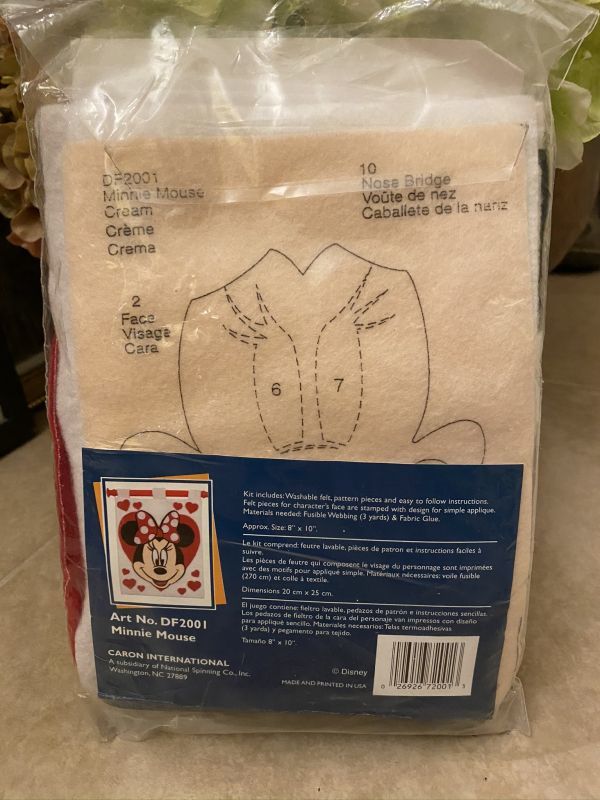 DF2001
Minnie Mouse
Cream
Crème
Crema
10
Nose Bridge
Voûte de nez
Caballete de la nariz
2
Face
Visage
Cara
6
7
Kit includes: Washable felt, pattern pieces and easy to follow instructions.
Felt pieces for character's face are stamped with design for simple applique.
Materials needed: Fusible Webbing (3 yards) & Fabric Glue.
Approx. Size: 8" x 10".
Le kit comprend: feutre lavable, pièces de patron et instructions faciles à
suivre.
Les pièces de feutre qui composent le visage du personnage sont imprimées
avec des motifs pour appliqué simple. Matériaux nécessaires: voile fusible
(270 cm) et colle à textile.
Dimensions 20 cm x 25 cm.
El juego contiene: fieltro lavable, pedazos de patrón e instrucciones sencillas.
Los pedazos de fieltro de la cara del personaje van impresos con diseño
para appliqué sencillo. Materiales necesarios: Telas termoadhesivas
(3 yardas) y pegamento para tejido.
Tamaño 8" x 10".
Art No. DF2001
Minnie Mouse
CARON INTERNATIONAL
A subsidiary of National Spinning Co., Inc.
Washington, NC 27889
© Disney
MADE AND PRINTED IN USA
0 26926 72001 3